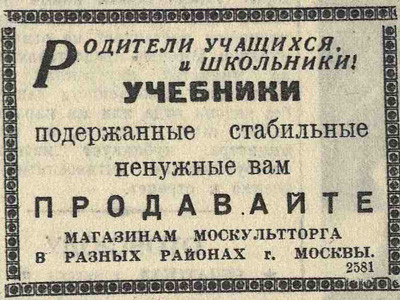 РОДИТЕЛИ УЧАЩИХСЯ,
и ШКОЛЬНИКИ!
УЧЕБНИКИ
подержанные стабильные
ненужные вам
ПРОДАВАЙТЕ
МАГАЗИНАМ МОСКУЛЬТТОРГА
В РАЗНЫХ РАЙОНАХ г. МОСКВЫ.
2581